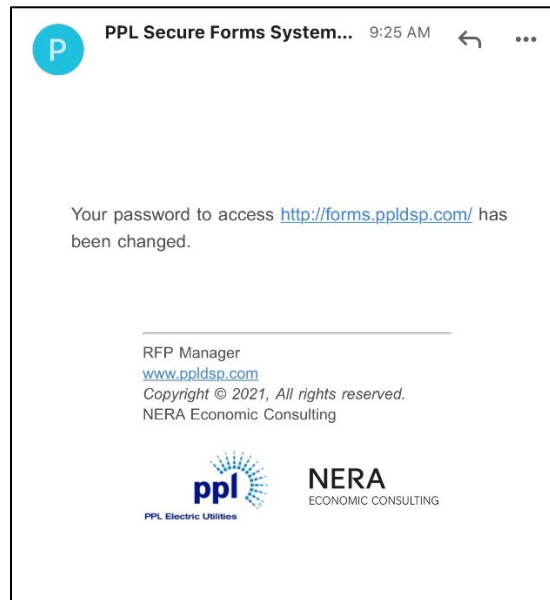 P
PPL Secure Forms System... 9:25 AM
Your password to access http://forms.ppldsp.com/ has
been changed.
RFP Manager
www.ppldsp.com
Copyright © 2021, All rights reserved.
NERA Economic Consulting
ppl
PPL Electric Utilities
NERA
ECONOMIC CONSULTING